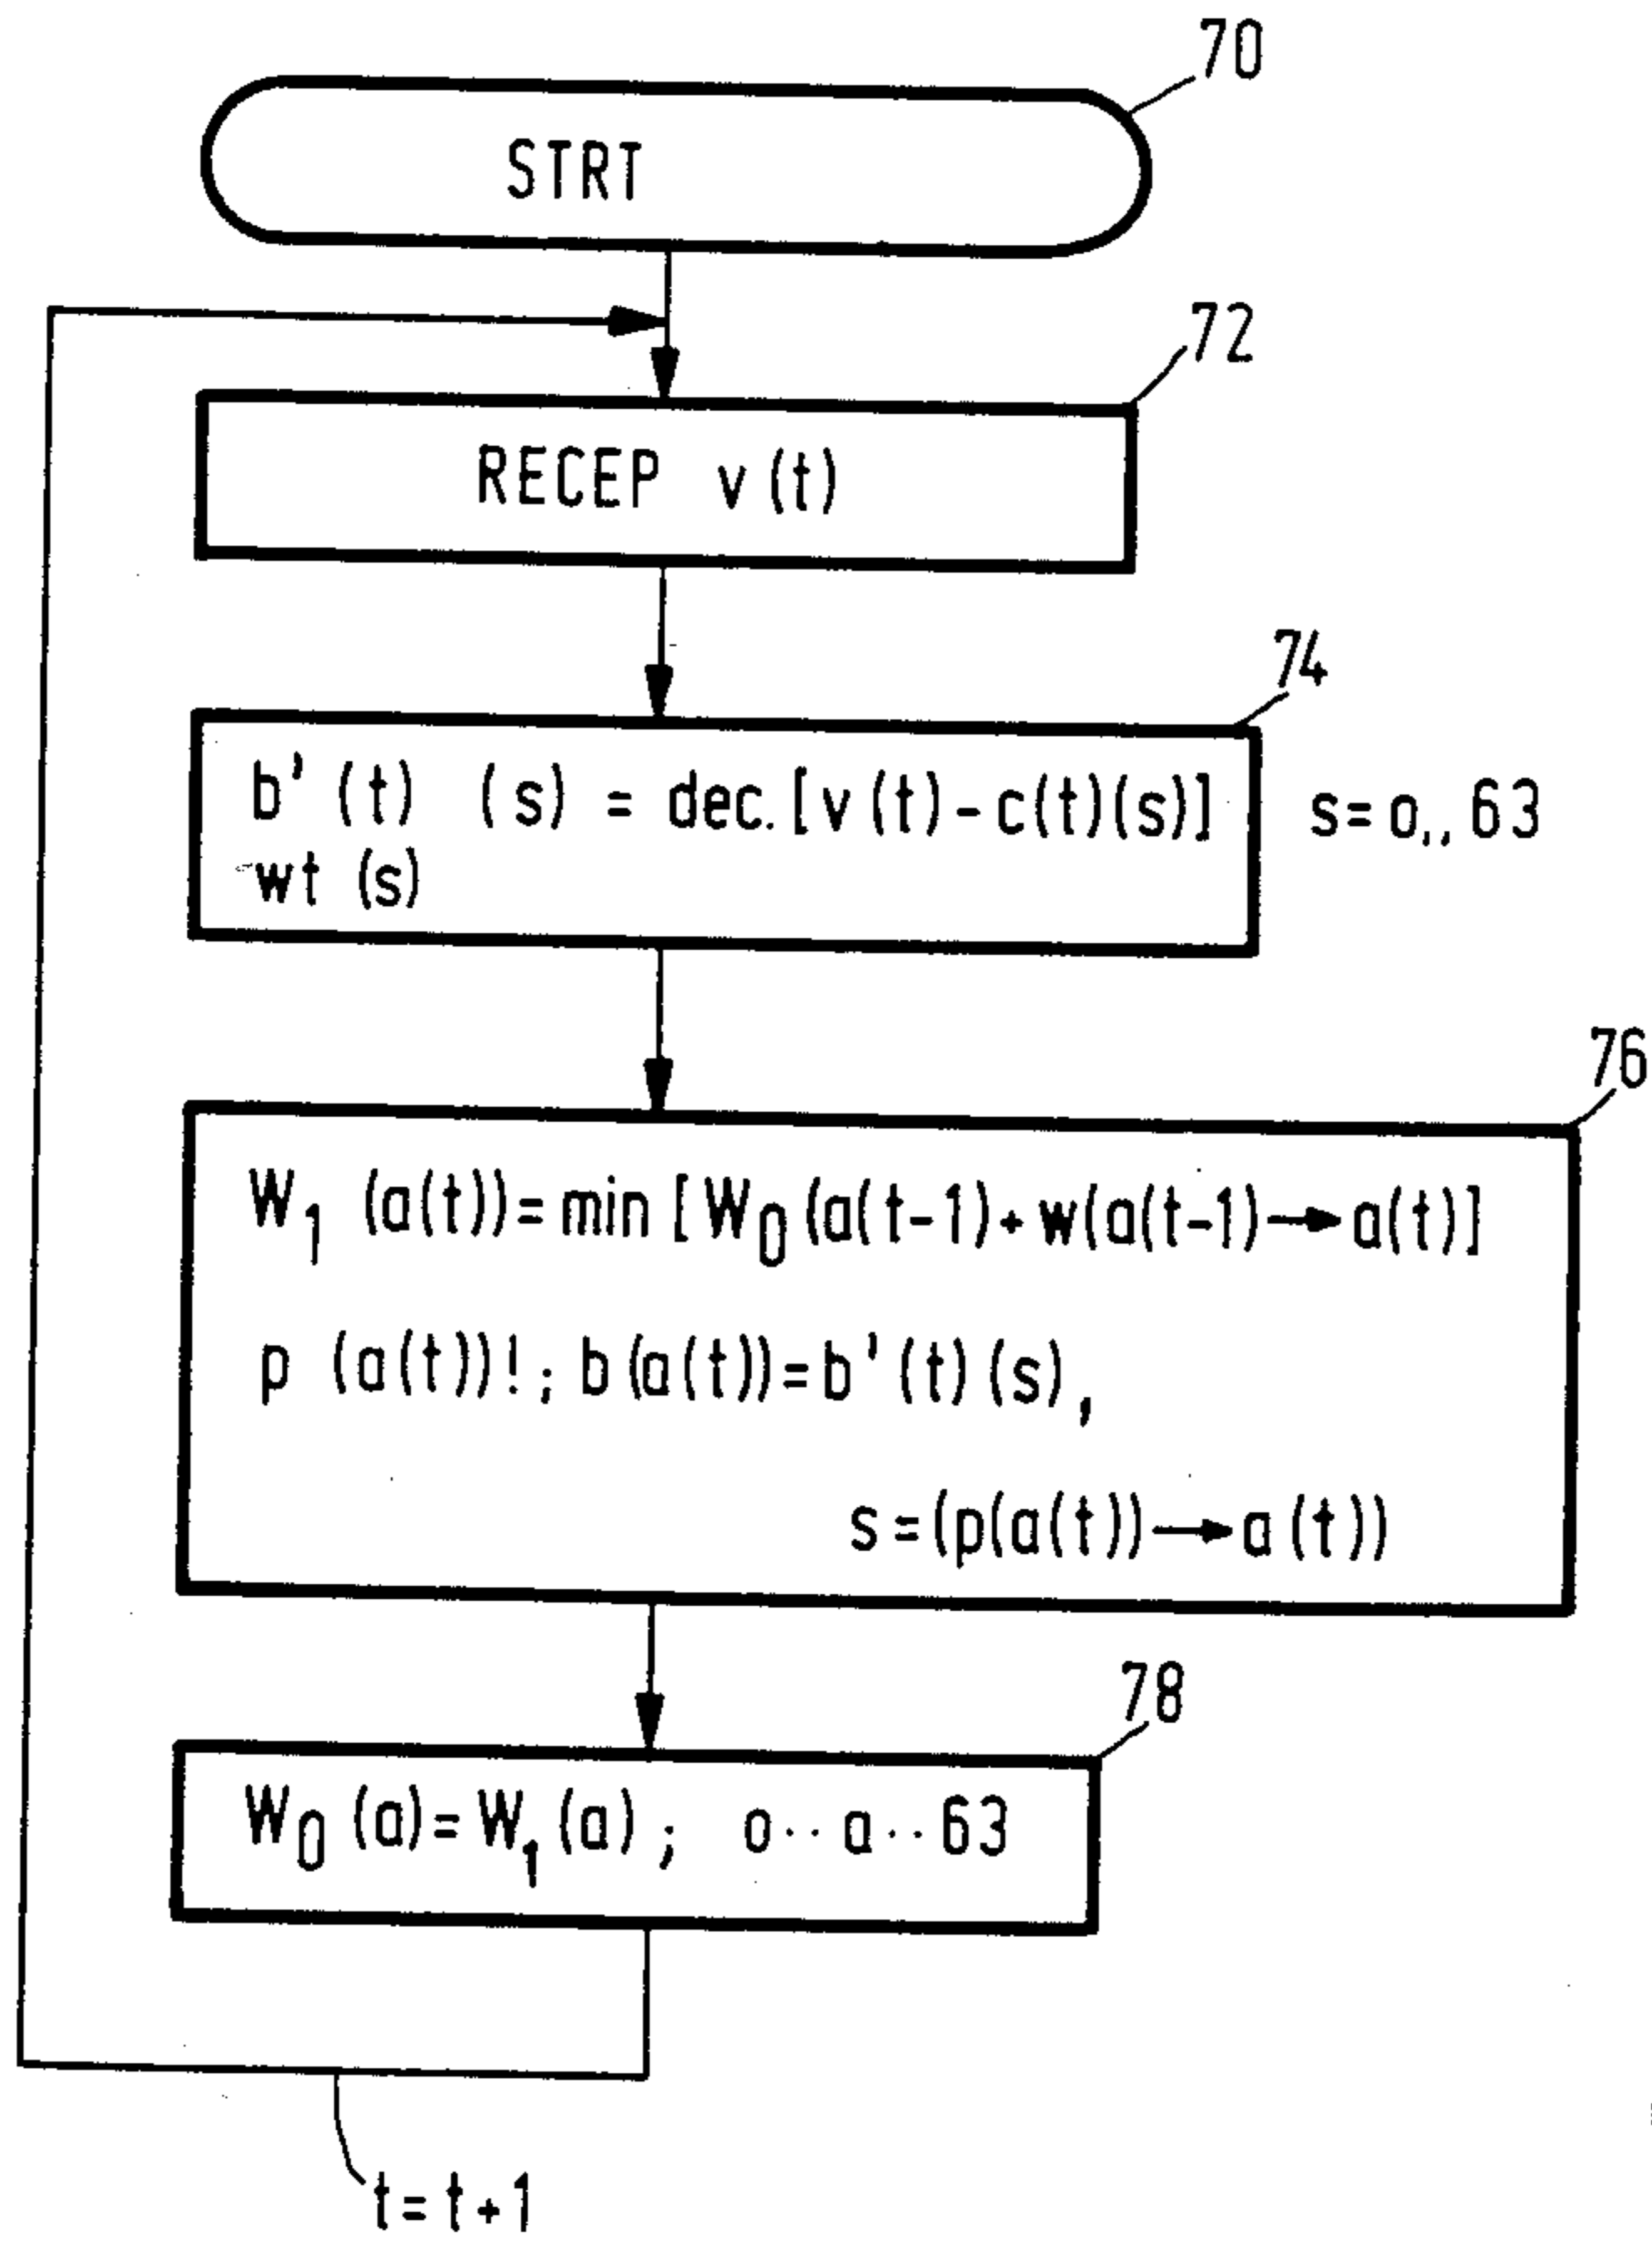 70
STRT
72
RECEP v(t)
74
b'(t) (s) = dec.[v(t)-c(t)(s)]
s=o,,63
wt (s)
76
W₁ (a(t))=min [W₀(a(t-1)+w(a(t-1)→a(t)]
p (a(t))!; b(a(t))=b'(t)(s),
s=(p(a(t))→a(t))
78
W₀(a)=W₁(a); o..a..63
t=t+1